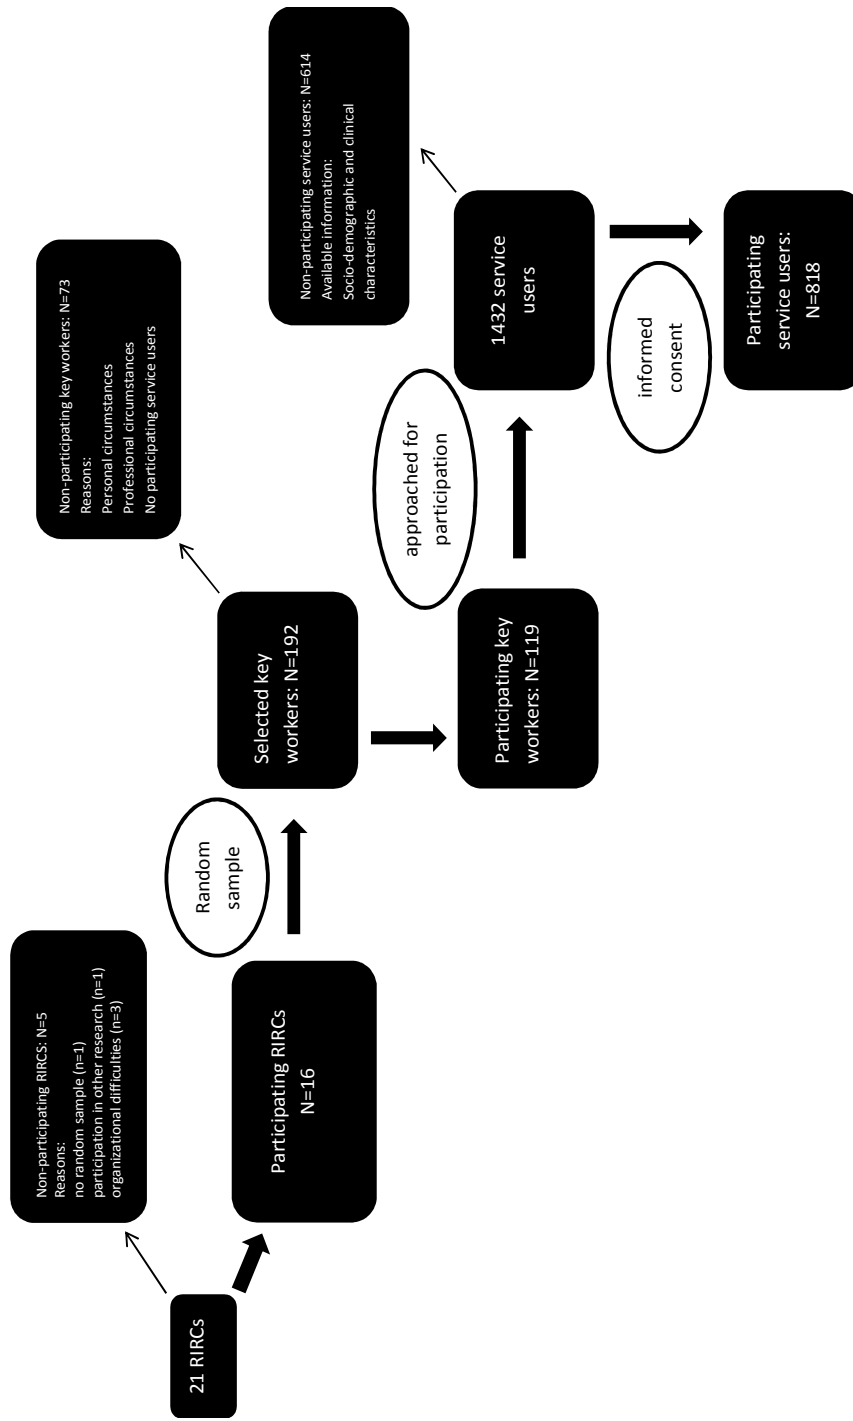 21 RIRCs
Non-participating RIRCS: N=5
Reasons:
no random sample (n=1)
participation in other research (n=1)
organizational difficulties (n=3)
Participating RIRCs
N=16
Random
sample
Selected key
workers: N=192
Non-participating key workers: N=73
Reasons:
Personal circumstances
Professional circumstances
No participating service users
Participating key
workers: N=119
approached for
participation
1432 service
users
Non-participating service users: N=614
Available information:
Socio-demographic and clinical
characteristics
informed
consent
Participating
service users:
N=818